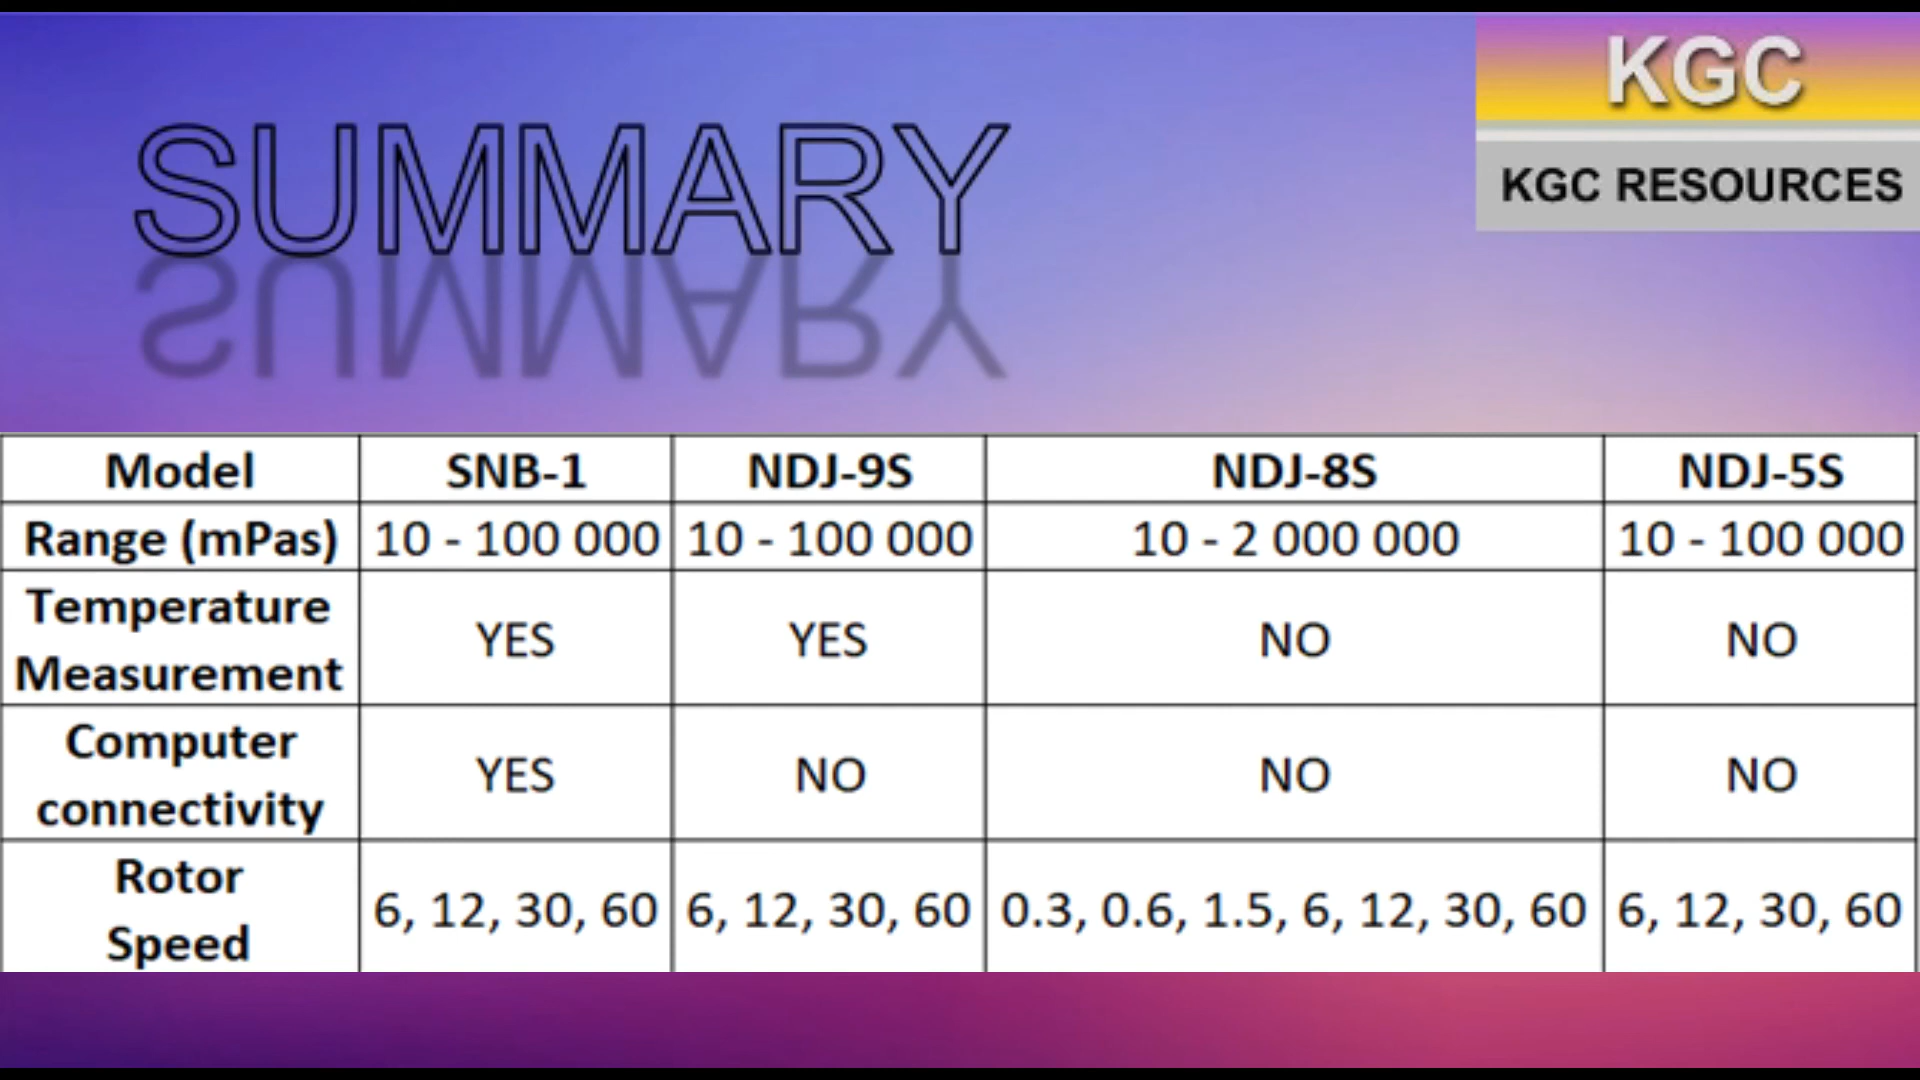 KGC
KGC RESOURCES
SUMMARY
Model SNB-1 NDJ-9S NDJ-8S NDJ-5S
Range (mPas) 10 - 100 000 10 - 100 000 10 - 2 000 000 10 - 100 000
Temperature
Measurement YES YES NO NO
Computer
connectivity YES NO NO NO
Rotor
Speed 6, 12, 30, 60 6, 12, 30, 60 0.3, 0.6, 1.5, 6, 12, 30, 60 6, 12, 30, 60